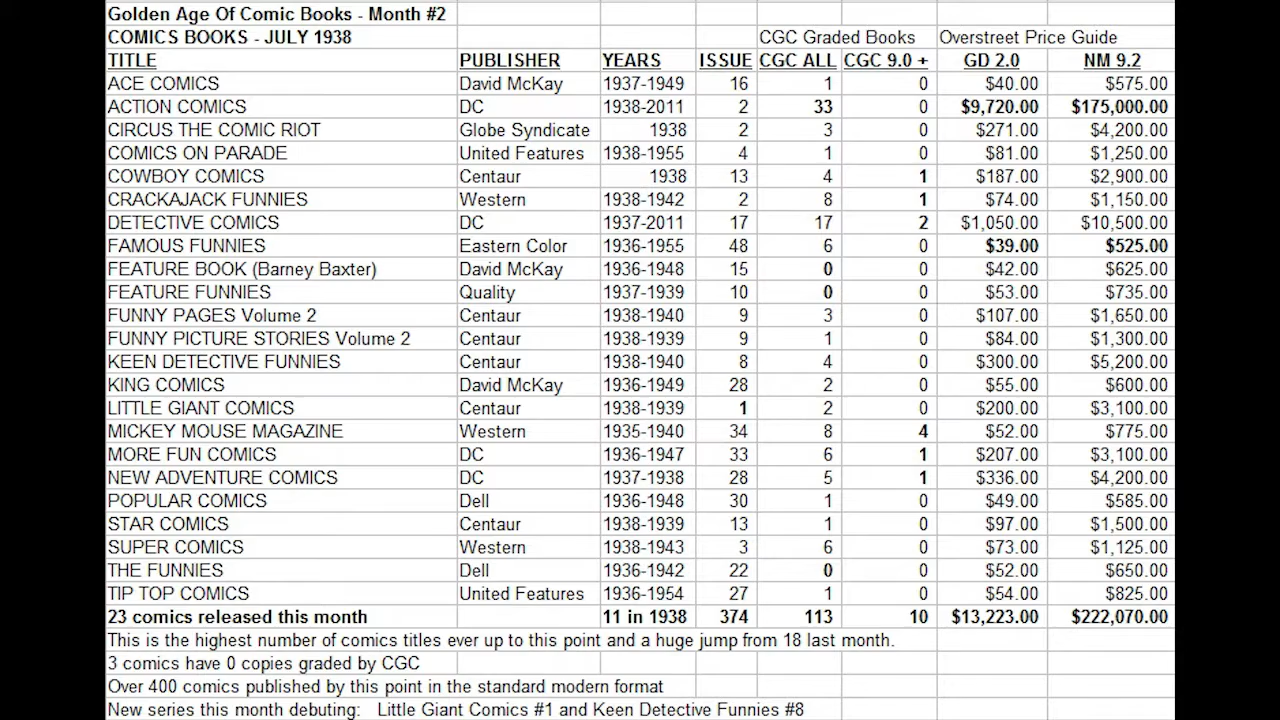 Golden Age Of Comic Books - Month #2
COMICS BOOKS - JULY 1938 CGC Graded Books Overstreet Price Guide
TITLE PUBLISHER YEARS ISSUE CGC ALL CGC 9.0 + GD 2.0 NM 9.2
ACE COMICS David McKay 1937-1949 16 1 0 $40.00 $575.00
ACTION COMICS DC 1938-2011 2 33 0 $9,720.00 $175,000.00
CIRCUS THE COMIC RIOT Globe Syndicate 1938 2 3 0 $271.00 $4,200.00
COMICS ON PARADE United Features 1938-1955 4 1 0 $81.00 $1,250.00
COWBOY COMICS Centaur 1938 13 4 1 $187.00 $2,900.00
CRACKAJACK FUNNIES Western 1938-1942 2 8 1 $74.00 $1,150.00
DETECTIVE COMICS DC 1937-2011 17 17 2 $1,050.00 $10,500.00
FAMOUS FUNNIES Eastern Color 1936-1955 48 6 0 $39.00 $525.00
FEATURE BOOK (Barney Baxter) David McKay 1936-1948 15 0 0 $42.00 $625.00
FEATURE FUNNIES Quality 1937-1939 10 0 0 $53.00 $735.00
FUNNY PAGES Volume 2 Centaur 1938-1940 9 3 0 $107.00 $1,650.00
FUNNY PICTURE STORIES Volume 2 Centaur 1938-1939 9 1 0 $84.00 $1,300.00
KEEN DETECTIVE FUNNIES Centaur 1938-1940 8 4 0 $300.00 $5,200.00
KING COMICS David McKay 1936-1949 28 2 0 $55.00 $600.00
LITTLE GIANT COMICS Centaur 1938-1939 1 2 0 $200.00 $3,100.00
MICKEY MOUSE MAGAZINE Western 1935-1940 34 8 4 $52.00 $775.00
MORE FUN COMICS DC 1936-1947 33 6 1 $207.00 $3,100.00
NEW ADVENTURE COMICS DC 1937-1938 28 5 1 $336.00 $4,200.00
POPULAR COMICS Dell 1936-1948 30 1 0 $49.00 $585.00
STAR COMICS Centaur 1938-1939 13 1 0 $97.00 $1,500.00
SUPER COMICS Western 1938-1943 3 6 0 $73.00 $1,125.00
THE FUNNIES Dell 1936-1942 22 0 0 $52.00 $650.00
TIP TOP COMICS United Features 1936-1954 27 1 0 $54.00 $825.00
23 comics released this month 11 in 1938 374 113 10 $13,223.00 $222,070.00
This is the highest number of comics titles ever up to this point and a huge jump from 18 last month.
3 comics have 0 copies graded by CGC
Over 400 comics published by this point in the standard modern format
New series this month debuting: Little Giant Comics #1 and Keen Detective Funnies #8